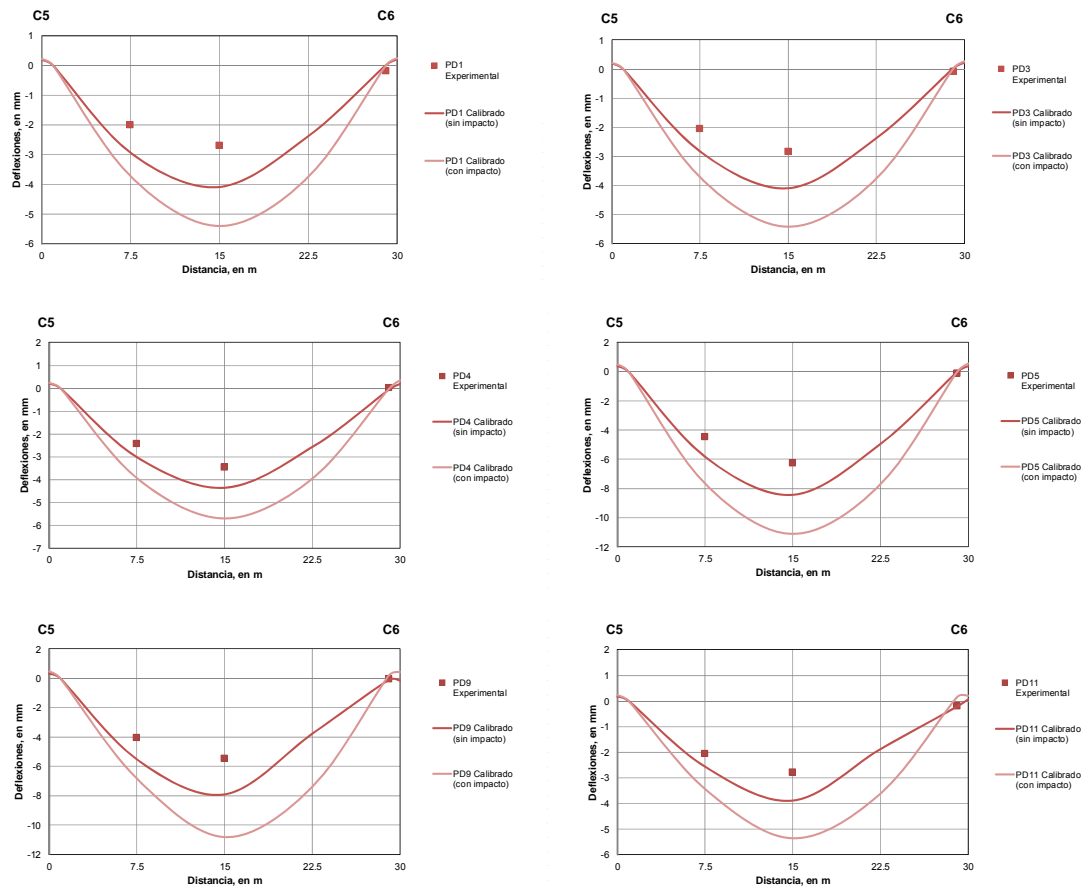 C5
C6
Deflexiones, en mm
1
0
-1
-2
-3
-4
-5
-6
0
7.5
15
22.5
30
Distancia, en m
PD1
Experimental
PD1 Calibrado
(sin impacto)
PD1 Calibrado
(con impacto)
C5
C6
Deflexiones, en mm
1
0
-1
-2
-3
-4
-5
-6
0
7.5
15
22.5
30
Distancia, en m
PD3
Experimental
PD3 Calibrado
(sin impacto)
PD3 Calibrado
(con impacto)
C5
C6
Deflexiones, en mm
2
1
0
-1
-2
-3
-4
-5
-6
-7
0
7.5
15
22.5
30
Distancia, en m
PD4
Experimental
PD4 Calibrado
(sin impacto)
PD4 Calibrado
(con impacto)
C5
C6
Deflexiones, en mm
2
0
-2
-4
-6
-8
-10
-12
0
7.5
15
22.5
30
Distancia, en m
PD5
Experimental
PD5 Calibrado
(sin impacto)
PD5 Calibrado
(con impacto)
C5
C6
Deflexiones, en mm
2
0
-2
-4
-6
-8
-10
-12
0
7.5
15
22.5
30
Distancia, en m
PD9
Experimental
PD9 Calibrado
(sin impacto)
PD9 Calibrado
(con impacto)
C5
C6
Deflexiones, en mm
2
1
0
-1
-2
-3
-4
-5
-6
0
7.5
15
22.5
30
Distancia, en m
PD11
Experimental
PD11 Calibrado
(sin impacto)
PD11 Calibrado
(con impacto)